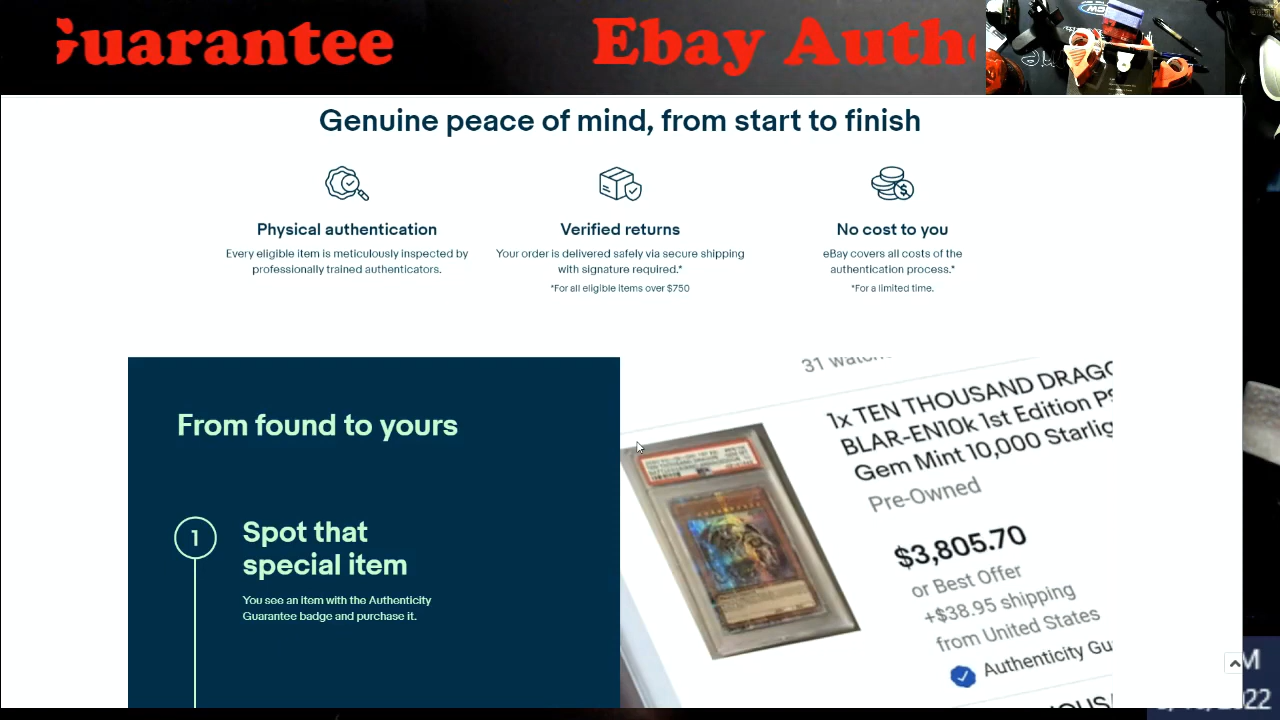 Guarantee Ebay
Genuine peace of mind, from start to finish
Physical authentication
Every eligible item is meticulously inspected by
professionally trained authenticators.
Verified returns
Your order is delivered safely via secure shipping
with signature required.*
*For all eligible items over $750
No cost to you
eBay covers all costs of the
authentication process.*
*For a limited time.
From found to yours
1
Spot that
special item
You see an item with the Authenticity
Guarantee badge and purchase it.
31
1x TEN THOUSAND
BLAR-EN10k 1st Edition
Gem Mint 10,000
Pre-Owned
$3,805.70
or Best Offer
+$38.95 shipping
from United States
Authenticity